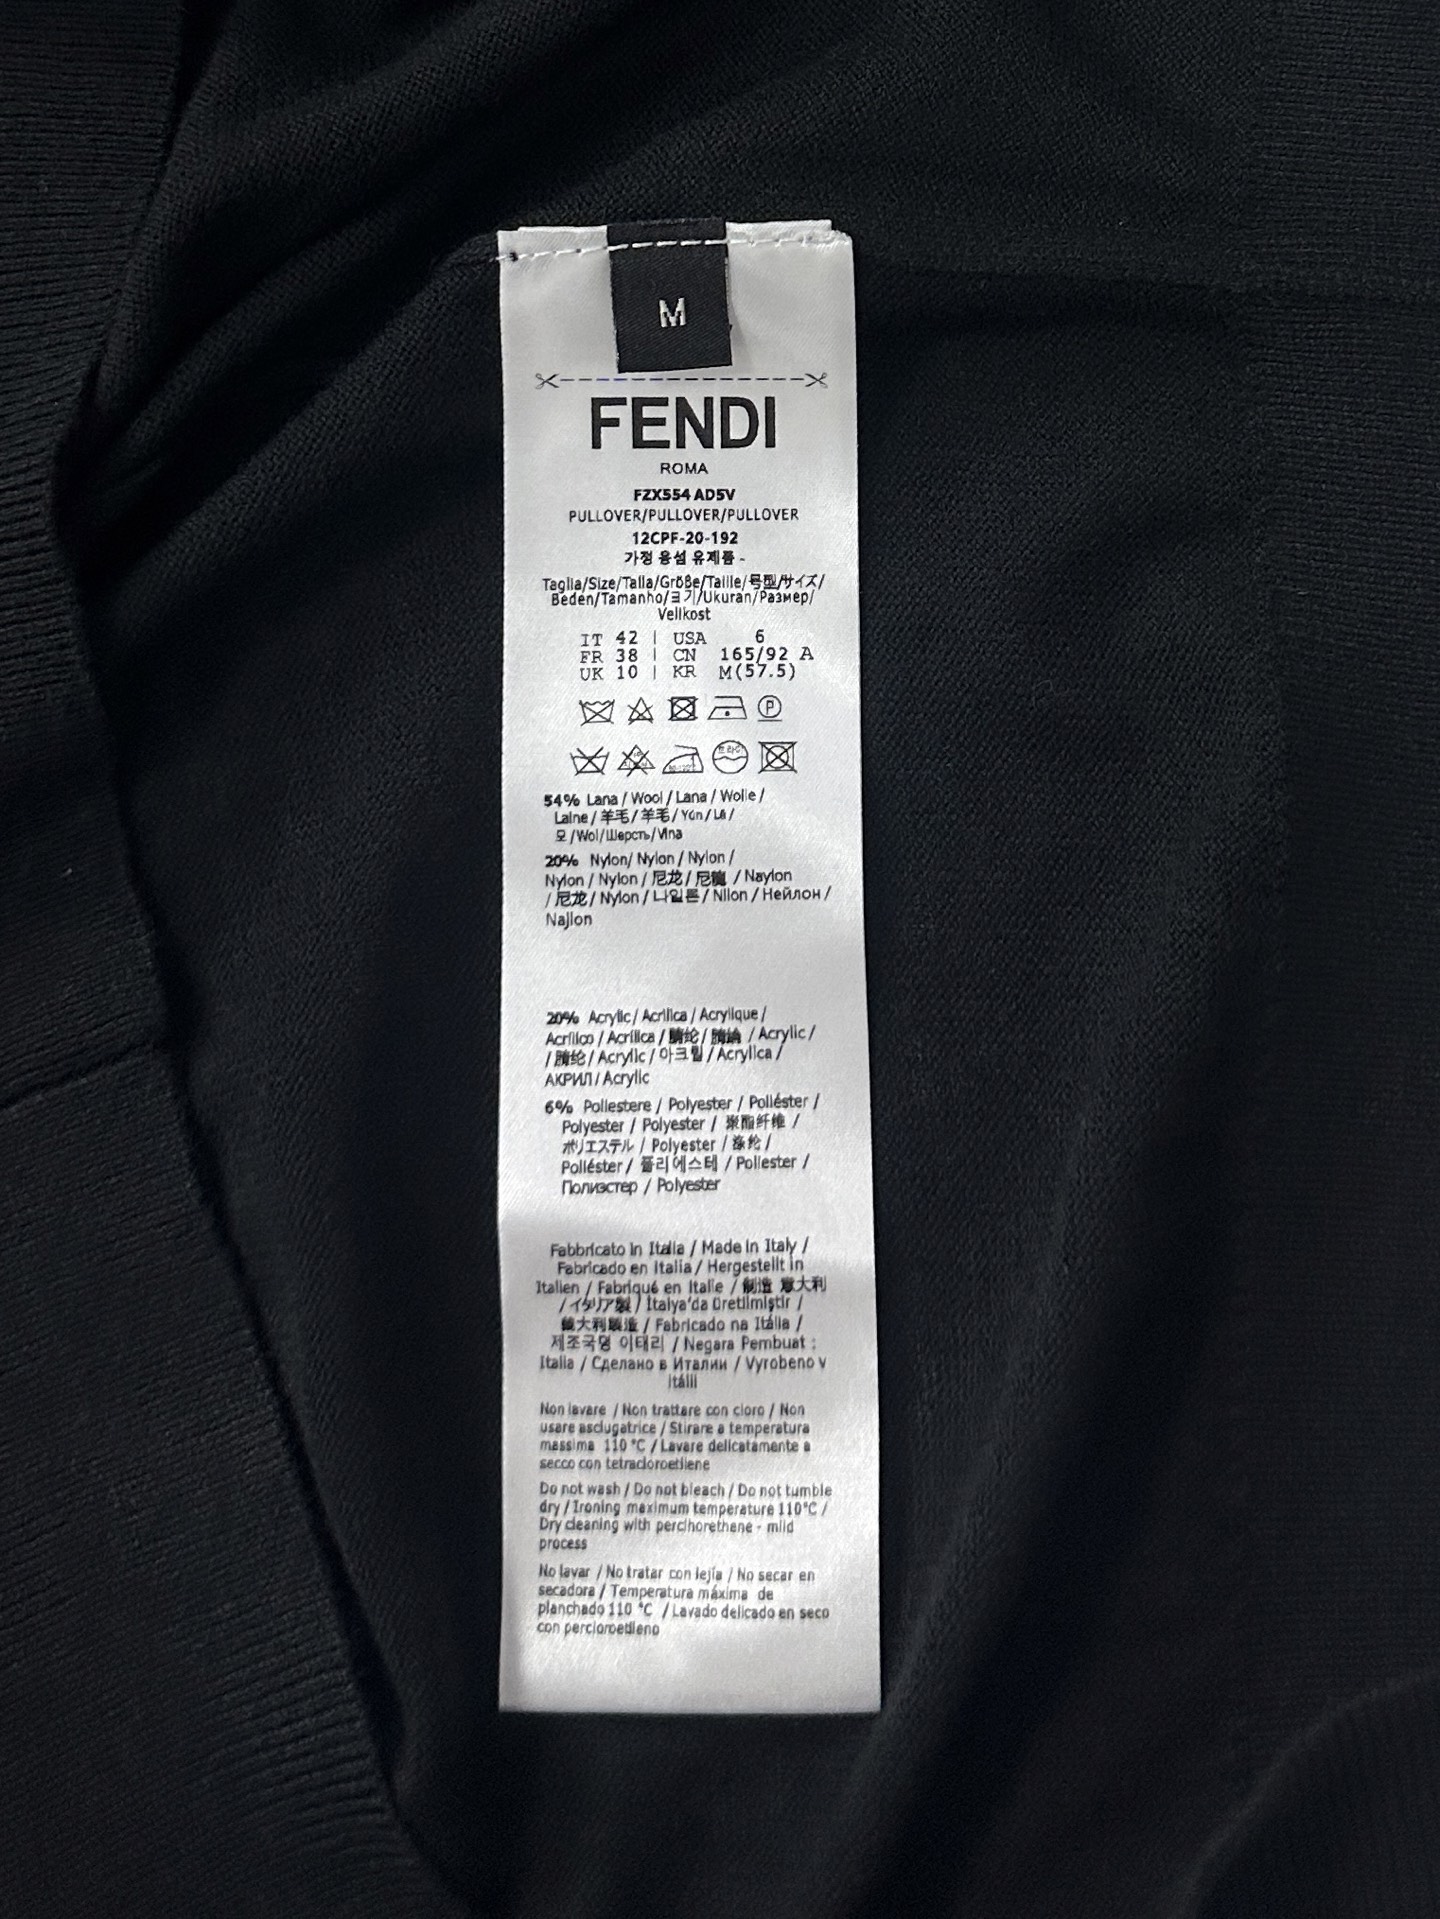 M
FENDI
ROMA
FZX554 AD5V
PULLOVER/PULLOVER/PULLOVER
12CPF-20-192
가정 용섬 유제품 -
Taglia/Size/Talla/Größe/Taille/号型/サイズ/
Beden/Tamanho/크기/Ukuran/Размер/
Velikost
IT 42 | USA 6
FR 38 | CN 165/92 A
UK 10 | KR M(57.5)
P
드라이
54% Lana / Wool / Lana / Wolle /
Laine / 羊毛 / 羊毛 / Yün / Lã /
모 / Wol / Шерсть / Vlna
20% Nylon/ Nylon / Nylon /
Nylon / Nylon / 尼龙 / 尼龍 / Naylon
/ 尼龙 / Nylon / 나일론 / Nilon / Нейлон /
Najlon
20% Acrylic / Acrilica / Acrylique /
Acrílico / Acrílica / 腈纶 / 腈綸 / Acrylic /
/ 腈纶 / Acrylic / 아크릴 / Acrylica /
АКРИЛ / Acrylic
6% Poliestere / Polyester / Poliéster /
Polyester / Polyester / 聚酯纤维 /
ポリエステル / Polyester / 涤纶 /
Poliéster / 폴리에스테 / Poliester /
Полиэстер / Polyester
Fabbricato in Italia / Made in Italy /
Fabricado en Italia / Hergestellt in
Italien / Fabriqué en Italie / 制造 意大利
/ イタリア製 / İtalya'da üretilmiştir /
義大利製造 / Fabricado na Itália /
제조국명 이태리 / Negara Pembuat :
Italia / Сделано в Италии / Vyrobeno v
Itálii
Non lavare / Non trattare con cloro / Non
usare asciugatrice / Stirare a temperatura
massima 110 °C / Lavare delicatamente a
secco con tetracloroetilene
Do not wash / Do not bleach / Do not tumble
dry / Ironing maximum temperature 110°C /
Dry cleaning with perclhorethane - mild
process
No lavar / No tratar con lejía / No secar en
secadora / Temperatura máxima de
planchado 110 °C / Lavado delicado en seco
con percloroetileno